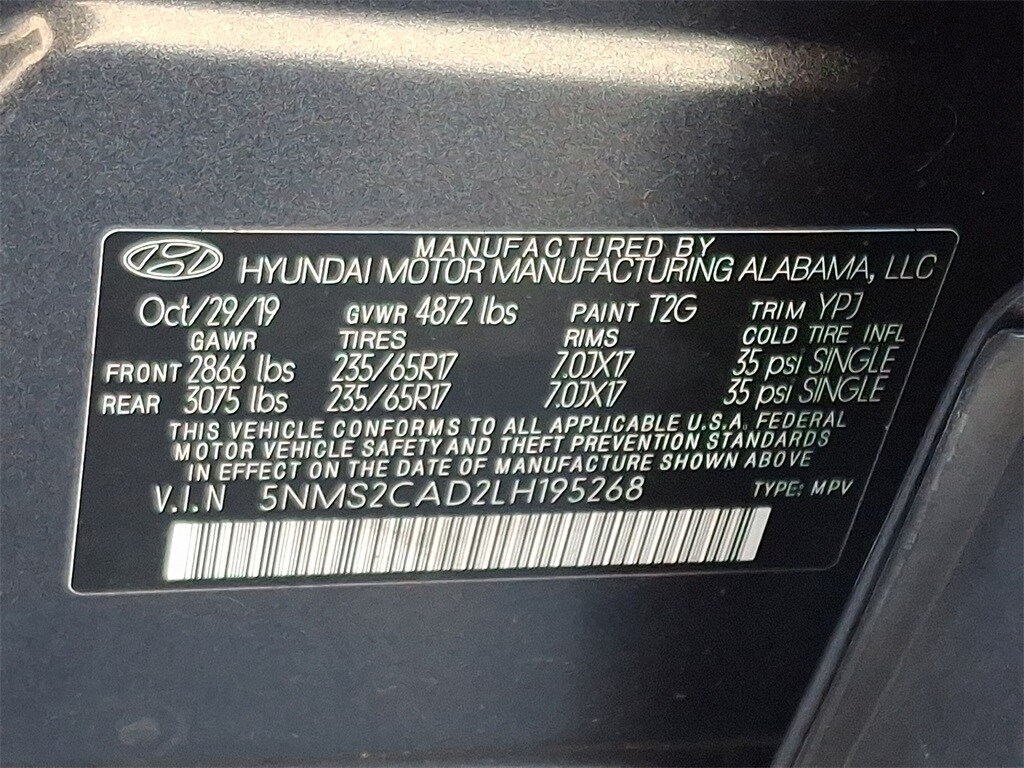 MANUFACTURED BY
HYUNDAI MOTOR MANUFACTURING ALABAMA, LLC
Oct/29/19 GVWR 4872 lbs PAINT T2G TRIM YPJ
GAWR TIRES RIMS COLD TIRE INFL
FRONT 2866 lbs 235/65R17 7.0JX17 35 psi SINGLE
REAR 3075 lbs 235/65R17 7.0JX17 35 psi SINGLE
THIS VEHICLE CONFORMS TO ALL APPLICABLE U.S.A. FEDERAL
MOTOR VEHICLE SAFETY AND THEFT PREVENTION STANDARDS
IN EFFECT ON THE DATE OF MANUFACTURE SHOWN ABOVE
V.I.N 5NMS2CAD2LH195268 TYPE: MPV